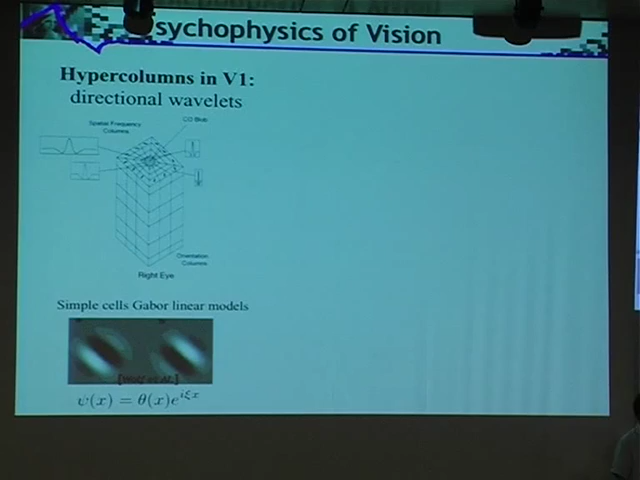 sychophysics of Vision
Hypercolumns in V1:
directional wavelets
Spatial Frequency
Columns
CO Blob
Orientation
Columns
Right Eye
Simple cells Gabor linear models
ψ(x) = θ(x)e^{iξx}